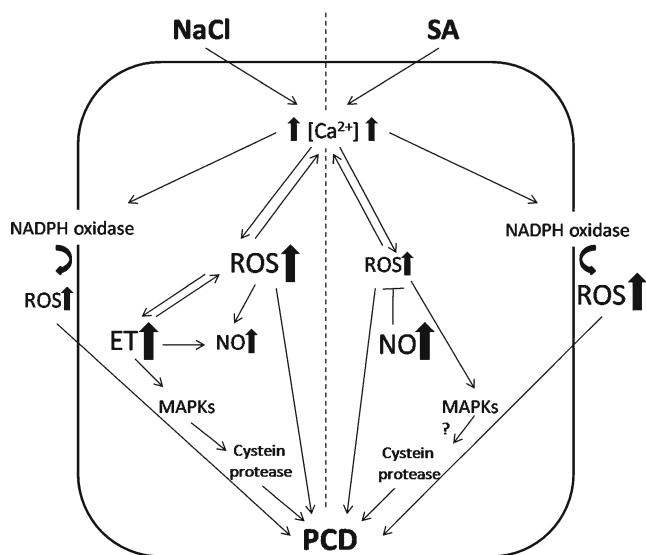 NaCl SA
[Ca²⁺]
NADPH oxidase NADPH oxidase
ROS ROS
ROS ROS
ET NO NO
MAPKs MAPKs
?
Cystein Cystein
protease protease
PCD